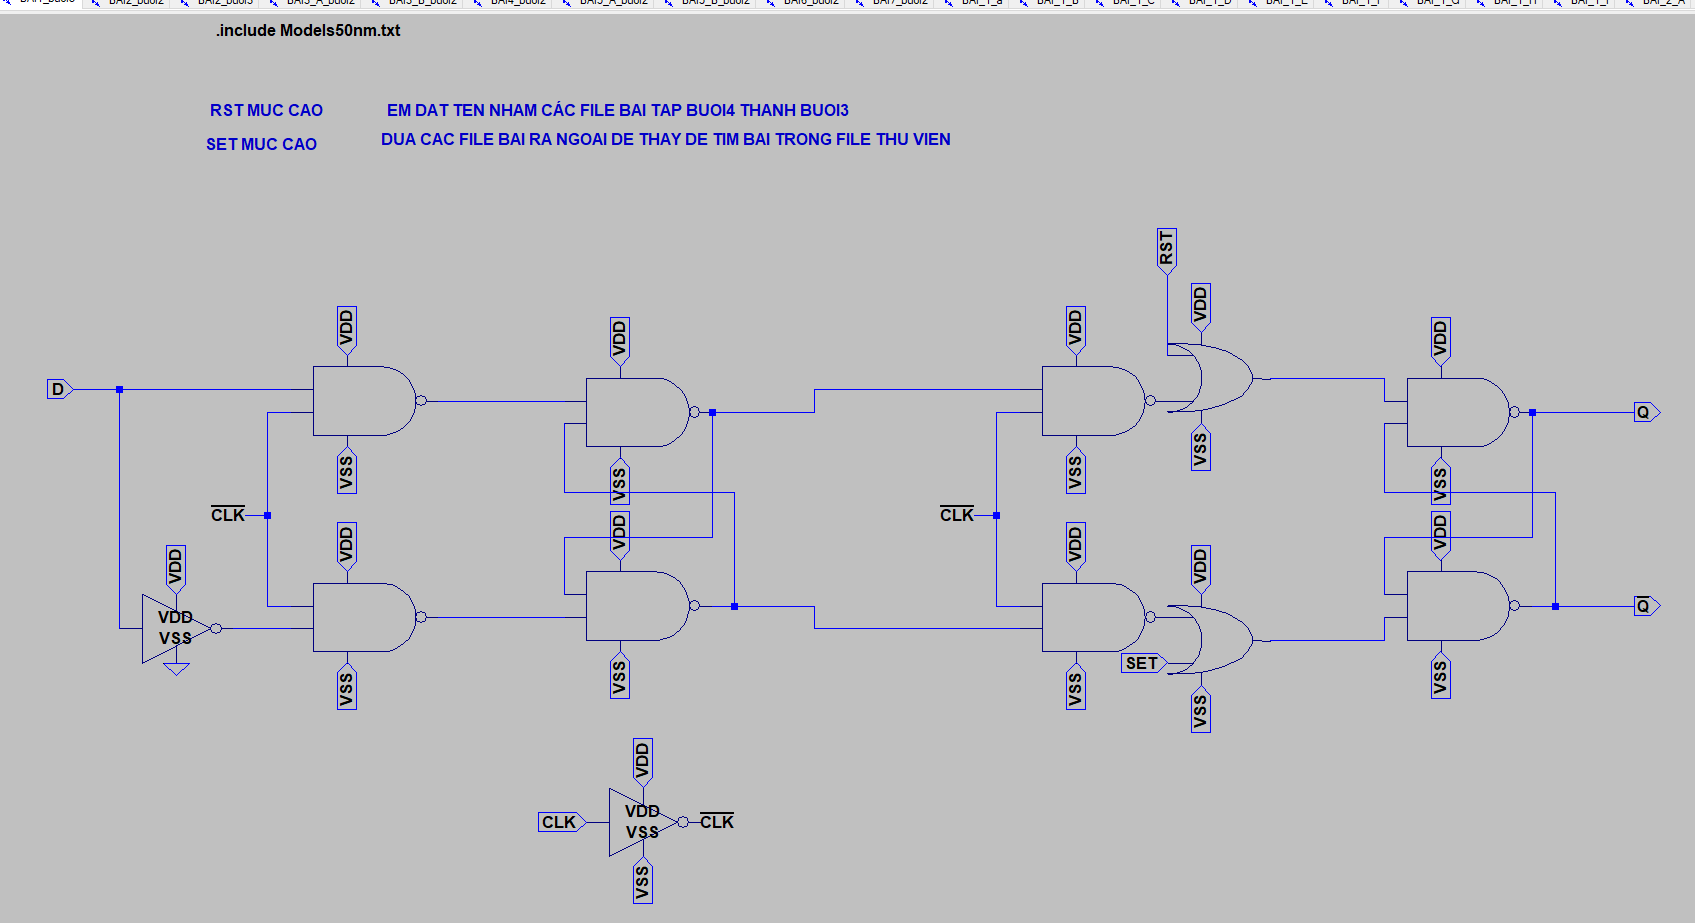 .include Models50nm.txt
RST MUC CAO
EM DAT TEN NHAM CÁC FILE BAI TAP BUOI4 THANH BUOI3
SET MUC CAO
DUA CAC FILE BAI RA NGOAI DE THAY DE TIM BAI TRONG FILE THU VIEN
RST
VDD
VDD
VDD
VDD
VDD
D
Q
VSS
VSS
VSS
VSS
VSS
CLK
CLK
VDD
VDD
VDD
VDD
VDD
VDD
VDD
VSS
Q
SET
VSS
VSS
VSS
VSS
VSS
VDD
VDD
CLK
CLK
VSS
VSS